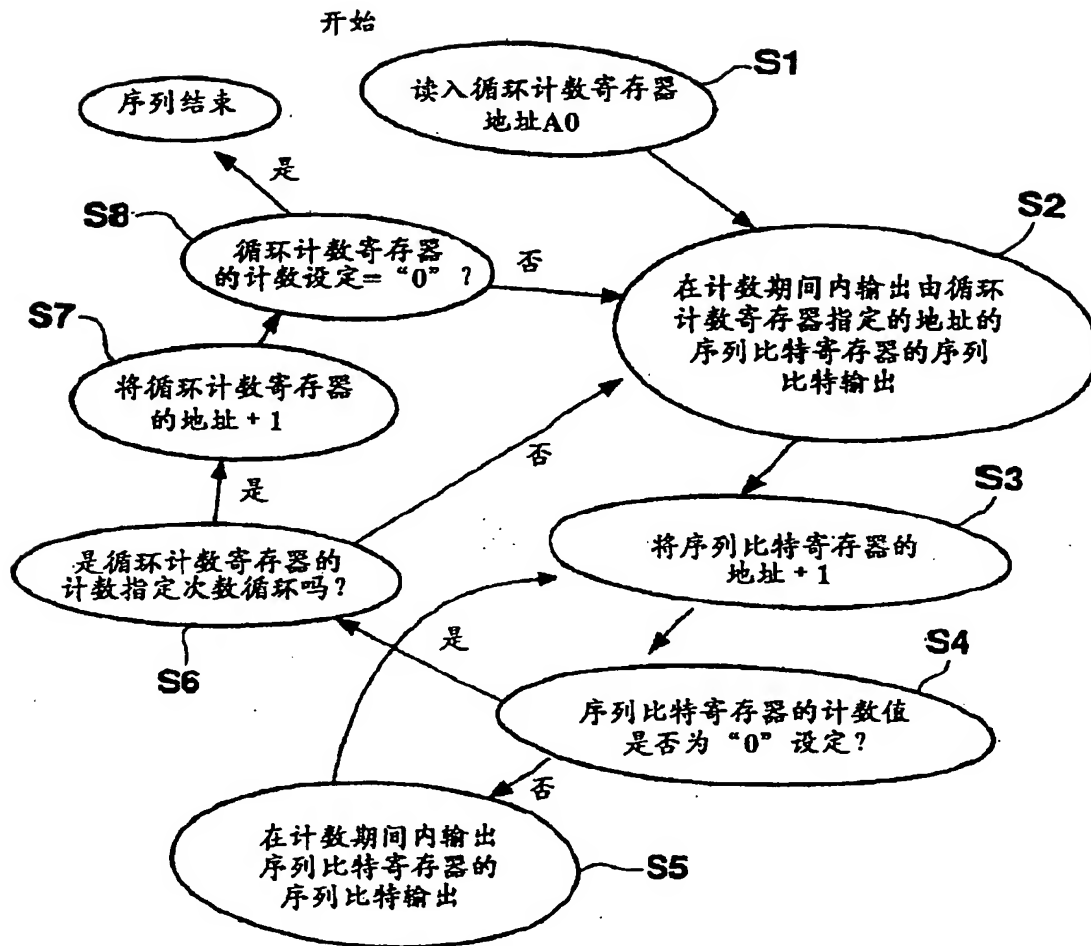 开始
S1
读入循环计数寄存器
地址A0
序列结束
是
S8
循环计数寄存器
的计数设定=“0”?
否
S2
在计数期间内输出由循环
计数寄存器指定的地址的
序列比特寄存器的序列
比特输出
S7
将循环计数寄存器
的地址+1
是
否
S3
将序列比特寄存器的
地址+1
是循环计数寄存器的
计数指定次数循环吗?
S6
是
S4
序列比特寄存器的计数值
是否为“0”设定?
否
在计数期间内输出
序列比特寄存器的
序列比特输出
S5